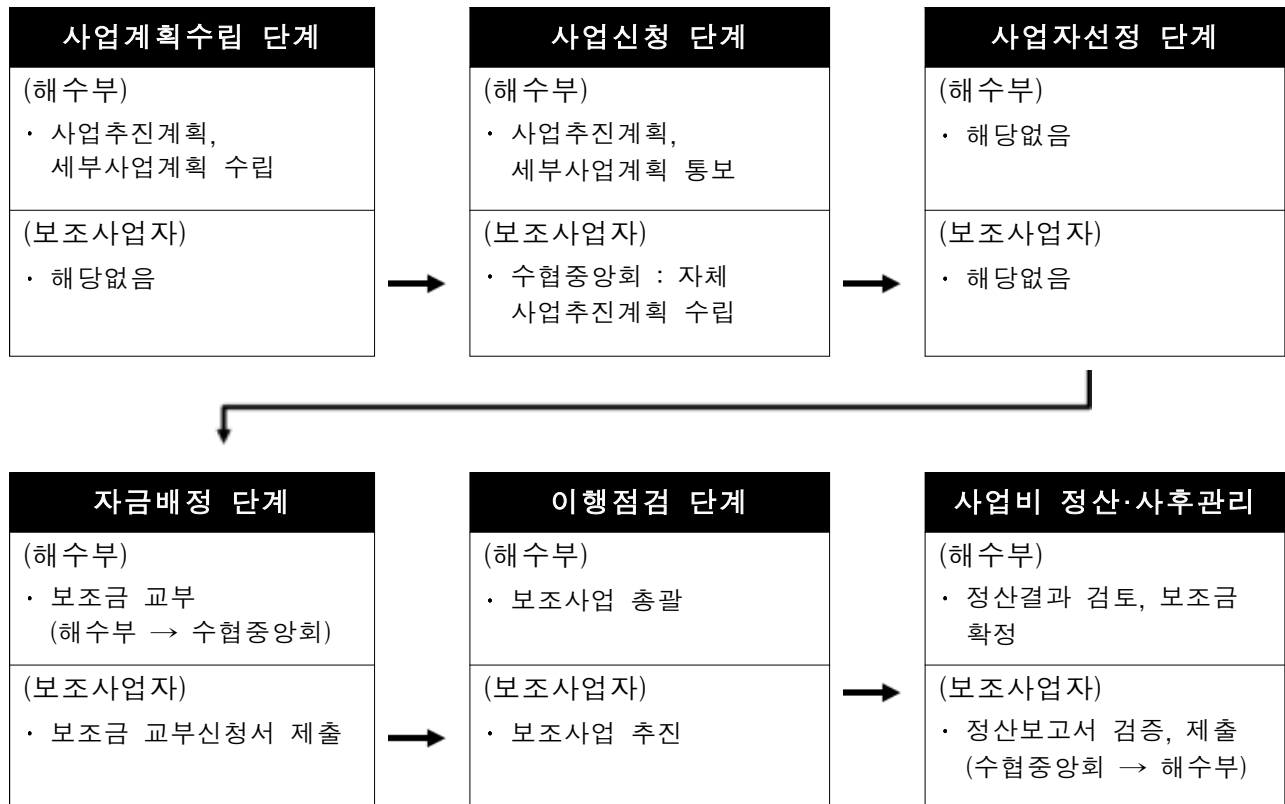 사업계획수립 단계
(해수부)
· 사업추진계획,
세부사업계획 수립
(보조사업자)
· 해당없음
사업신청 단계
(해수부)
· 사업추진계획,
세부사업계획 통보
(보조사업자)
· 수협중앙회 : 자체
사업추진계획 수립
사업자선정 단계
(해수부)
· 해당없음
(보조사업자)
· 해당없음
자금배정 단계
(해수부)
· 보조금 교부
(해수부 → 수협중앙회)
(보조사업자)
· 보조금 교부신청서 제출
이행점검 단계
(해수부)
· 보조사업 총괄
(보조사업자)
· 보조사업 추진
사업비 정산·사후관리
(해수부)
· 정산결과 검토, 보조금
확정
(보조사업자)
· 정산보고서 검증, 제출
(수협중앙회 → 해수부)